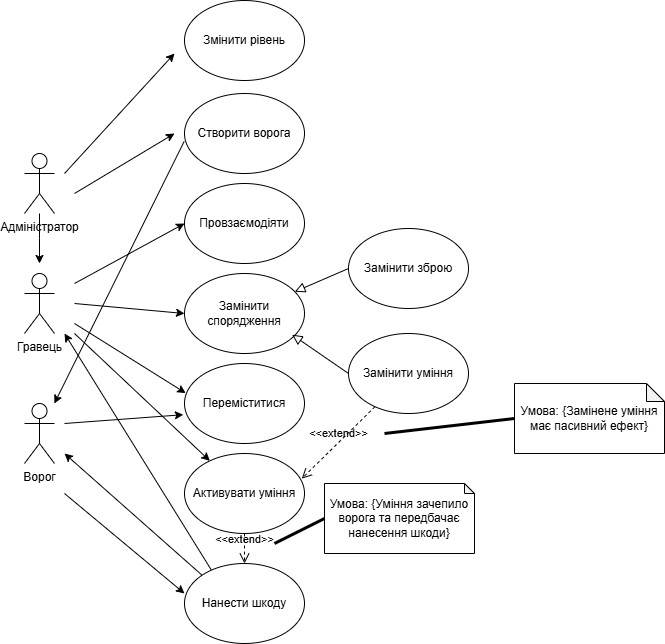 Змінити рівень
Створити ворога
Адміністратор
Провзаємодіяти
Замінити зброю
Замінити
спорядження
Гравець
Замінити уміння
Переміститися
Умова: {Замінене уміння
має пасивний ефект}
<<extend>>
Ворог
Активувати уміння
Умова: {Уміння зачепило
ворога та передбачає
нанесення шкоди}
<<extend>>
Нанести шкоду